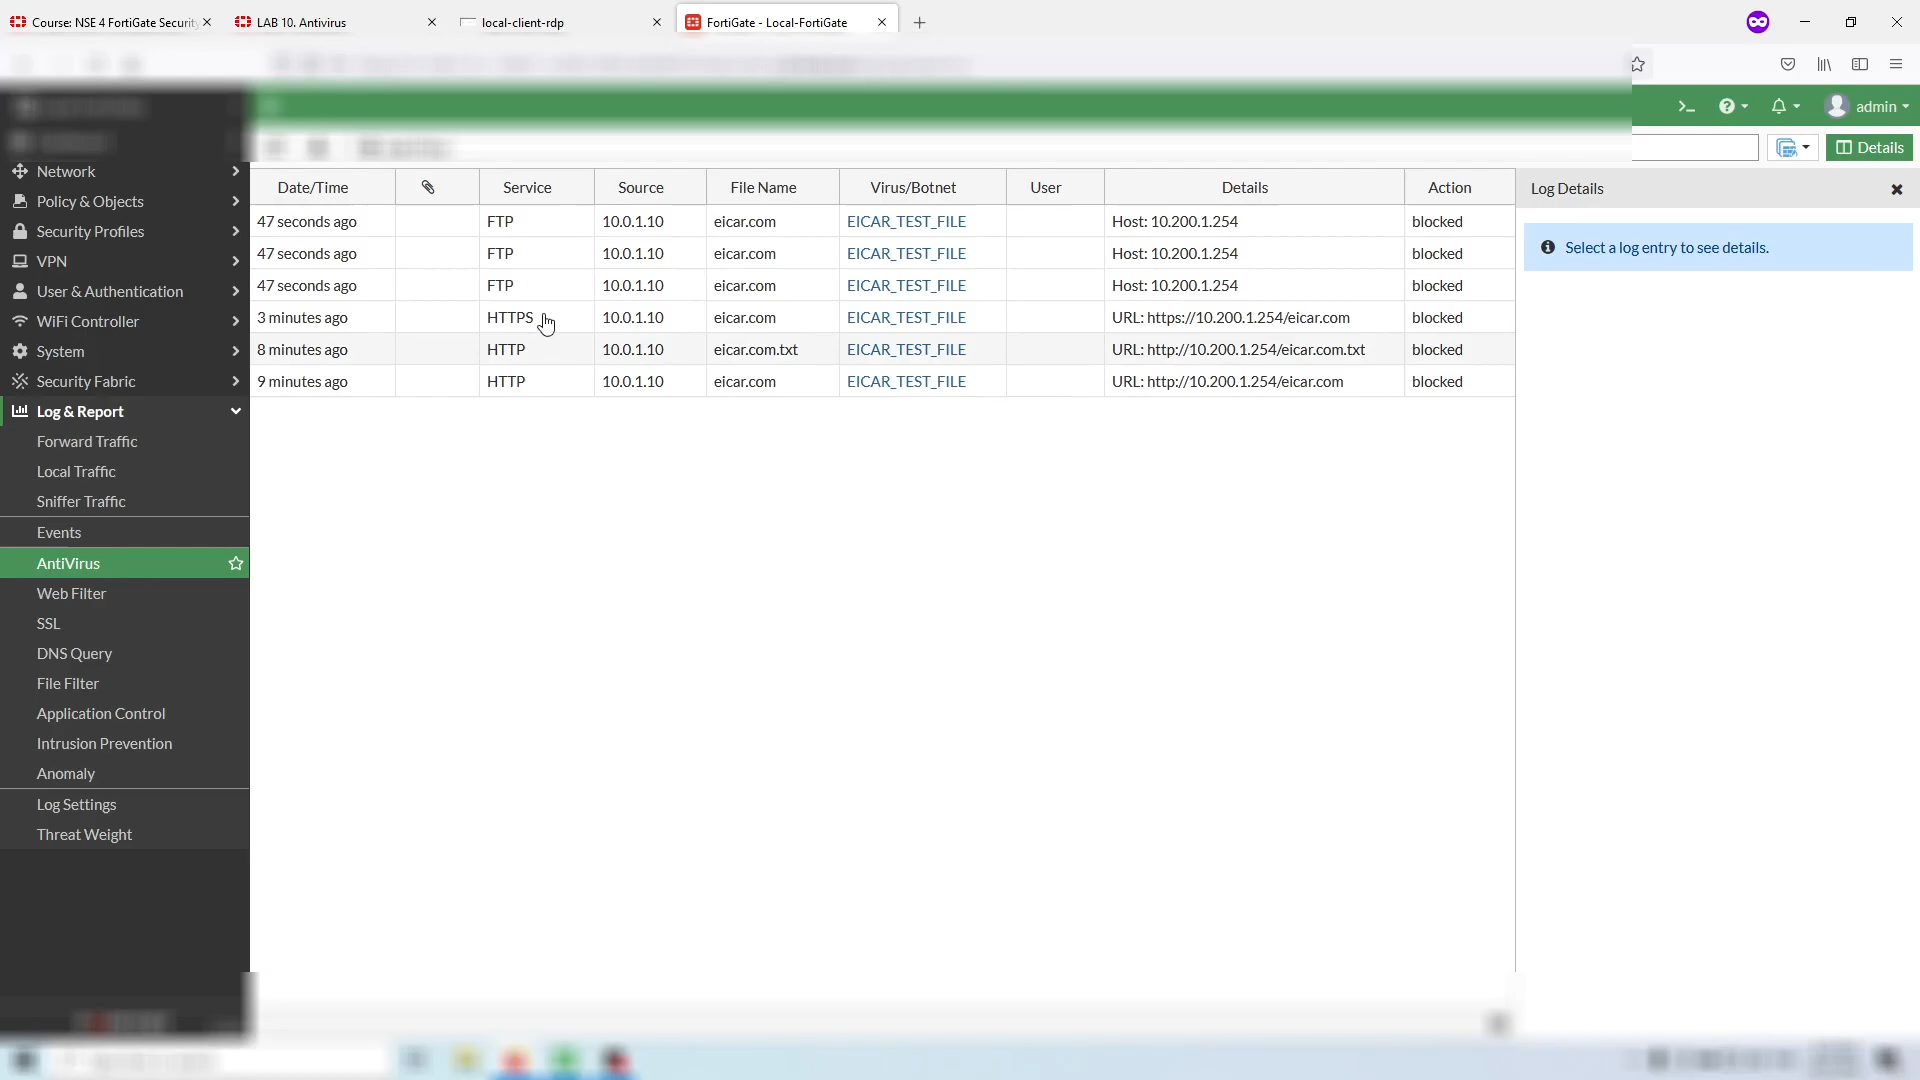 Course: NSE 4 FortiGate Security
LAB 10. Antivirus
local-client-rdp
FortiGate - Local-FortiGate
admin
Details
Network
Policy & Objects
Security Profiles
VPN
User & Authentication
WiFi Controller
System
Security Fabric
Log & Report
Forward Traffic
Local Traffic
Sniffer Traffic
Events
AntiVirus
Web Filter
SSL
DNS Query
File Filter
Application Control
Intrusion Prevention
Anomaly
Log Settings
Threat Weight
Date/Time Service Source File Name Virus/Botnet User Details Action
47 seconds ago FTP 10.0.1.10 eicar.com EICAR_TEST_FILE Host: 10.200.1.254 blocked
47 seconds ago FTP 10.0.1.10 eicar.com EICAR_TEST_FILE Host: 10.200.1.254 blocked
47 seconds ago FTP 10.0.1.10 eicar.com EICAR_TEST_FILE Host: 10.200.1.254 blocked
3 minutes ago HTTPS 10.0.1.10 eicar.com EICAR_TEST_FILE URL: https://10.200.1.254/eicar.com blocked
8 minutes ago HTTP 10.0.1.10 eicar.com.txt EICAR_TEST_FILE URL: http://10.200.1.254/eicar.com.txt blocked
9 minutes ago HTTP 10.0.1.10 eicar.com EICAR_TEST_FILE URL: http://10.200.1.254/eicar.com blocked
Log Details
Select a log entry to see details.